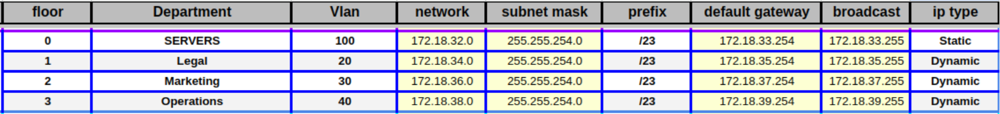 floor Department Vlan network subnet mask prefix default gateway broadcast ip type
0 SERVERS 100 172.18.32.0 255.255.254.0 /23 172.18.33.254 172.18.33.255 Static
1 Legal 20 172.18.34.0 255.255.254.0 /23 172.18.35.254 172.18.35.255 Dynamic
2 Marketing 30 172.18.36.0 255.255.254.0 /23 172.18.37.254 172.18.37.255 Dynamic
3 Operations 40 172.18.38.0 255.255.254.0 /23 172.18.39.254 172.18.39.255 Dynamic